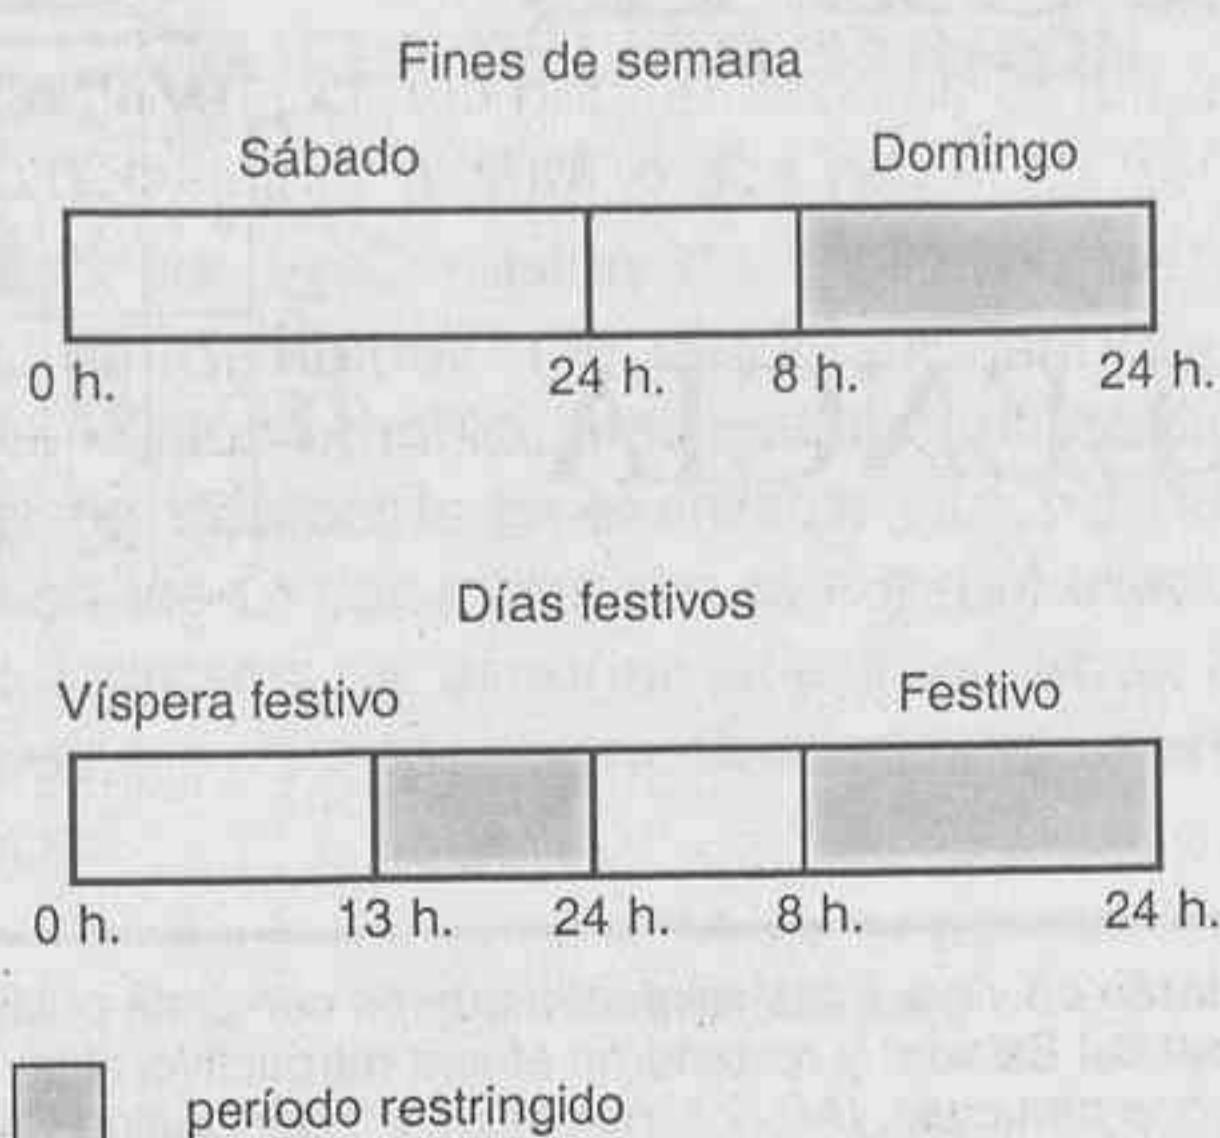 Fines de semana
Sábado Domingo
0 h. 24 h. 8 h. 24 h.
Días festivos
Víspera festivo Festivo
0 h. 13 h. 24 h. 8 h. 24 h.
período restringido